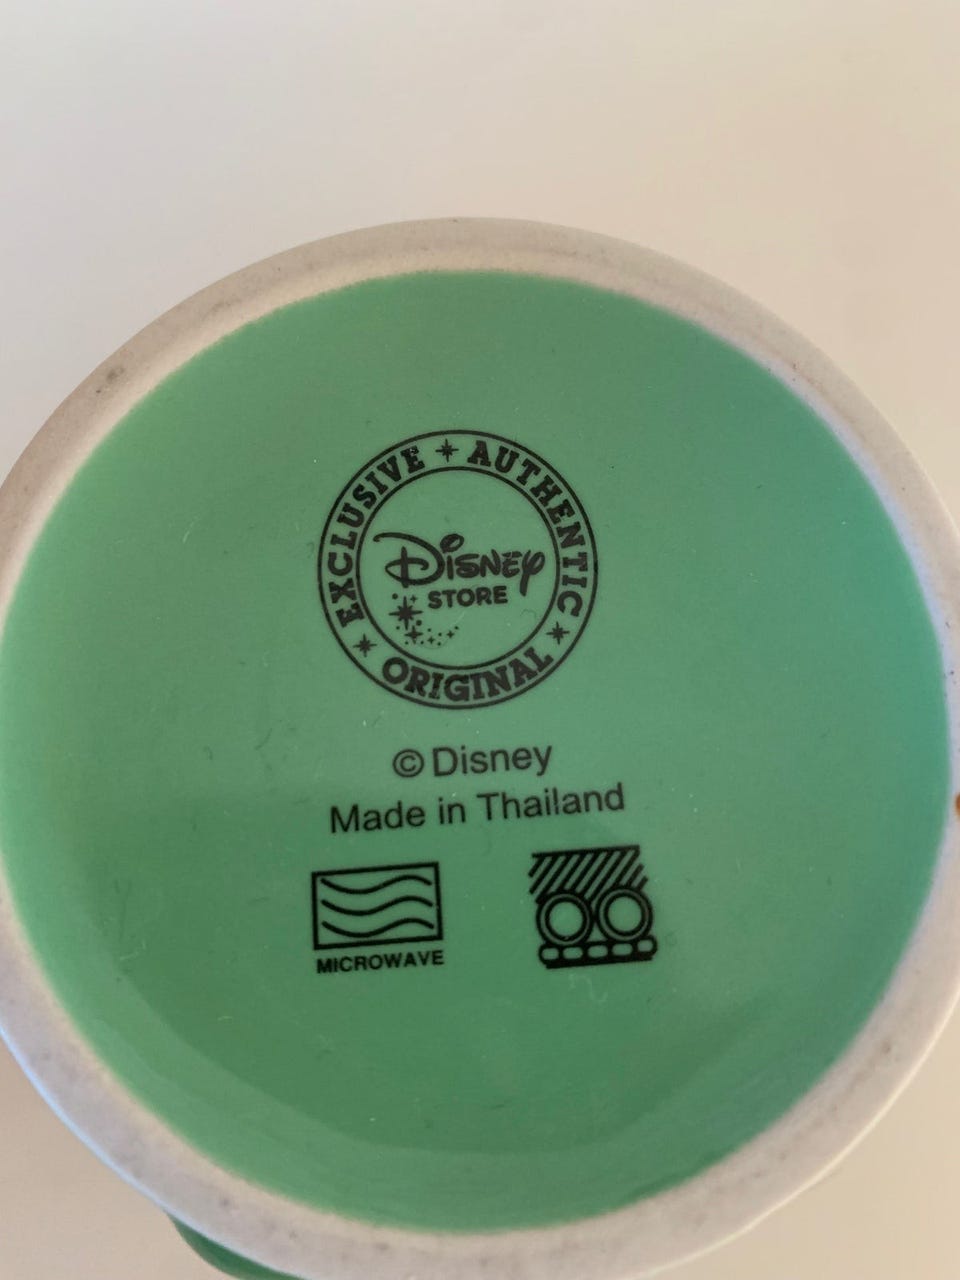 EXCLUSIVE AUTHENTIC ORIGINAL
Disney
STORE
© Disney
Made in Thailand
MICROWAVE